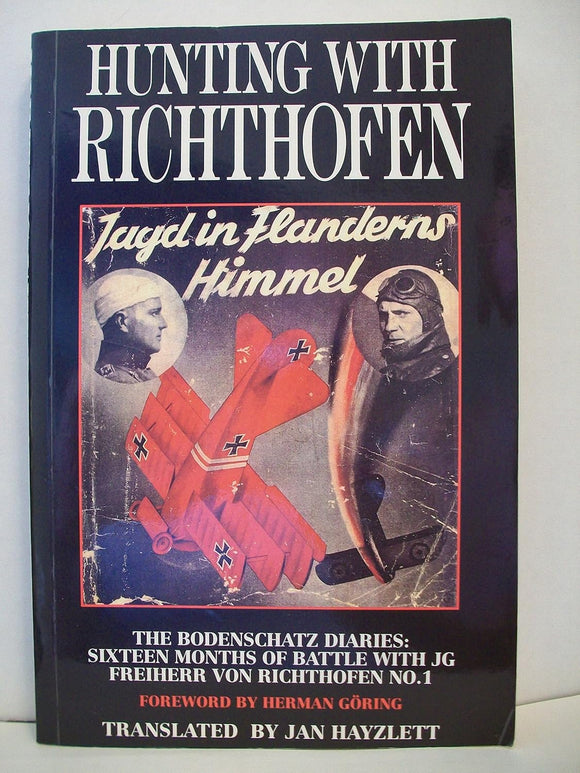 HUNTING WITH
RICHTHOFEN
Jagd in Flanderns
Himmel
THE BODENSCHATZ DIARIES:
SIXTEEN MONTHS OF BATTLE WITH JG
FREIHERR VON RICHTHOFEN NO.1
FOREWORD BY HERMAN GÖRING
TRANSLATED BY JAN HAYZLETT